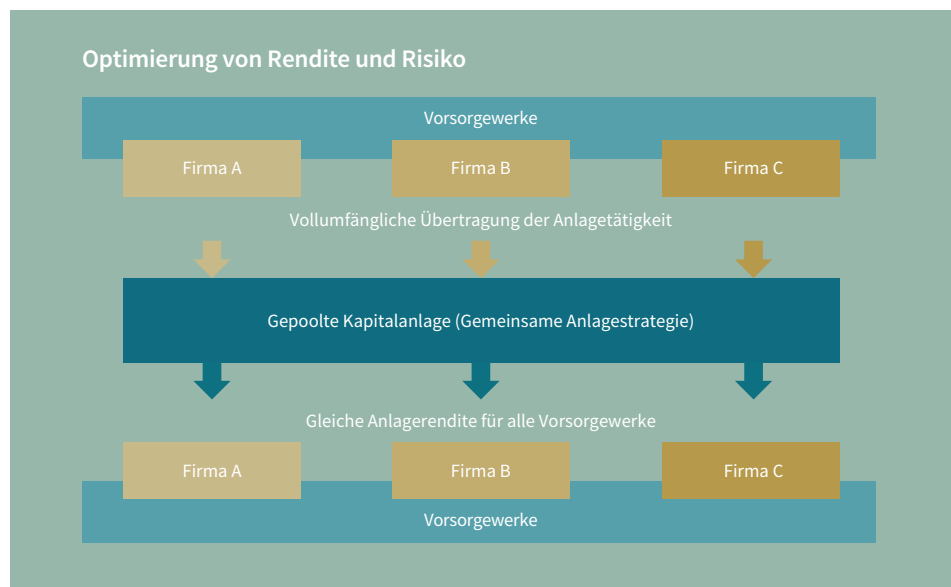 Optimierung von Rendite und Risiko
Vorsorgewerke
Firma A
Firma B
Firma C
Vollumfängliche Übertragung der Anlagetätigkeit
Gepoolte Kapitalanlage (Gemeinsame Anlagestrategie)
Gleiche Anlagerendite für alle Vorsorgewerke
Firma A
Firma B
Firma C
Vorsorgewerke